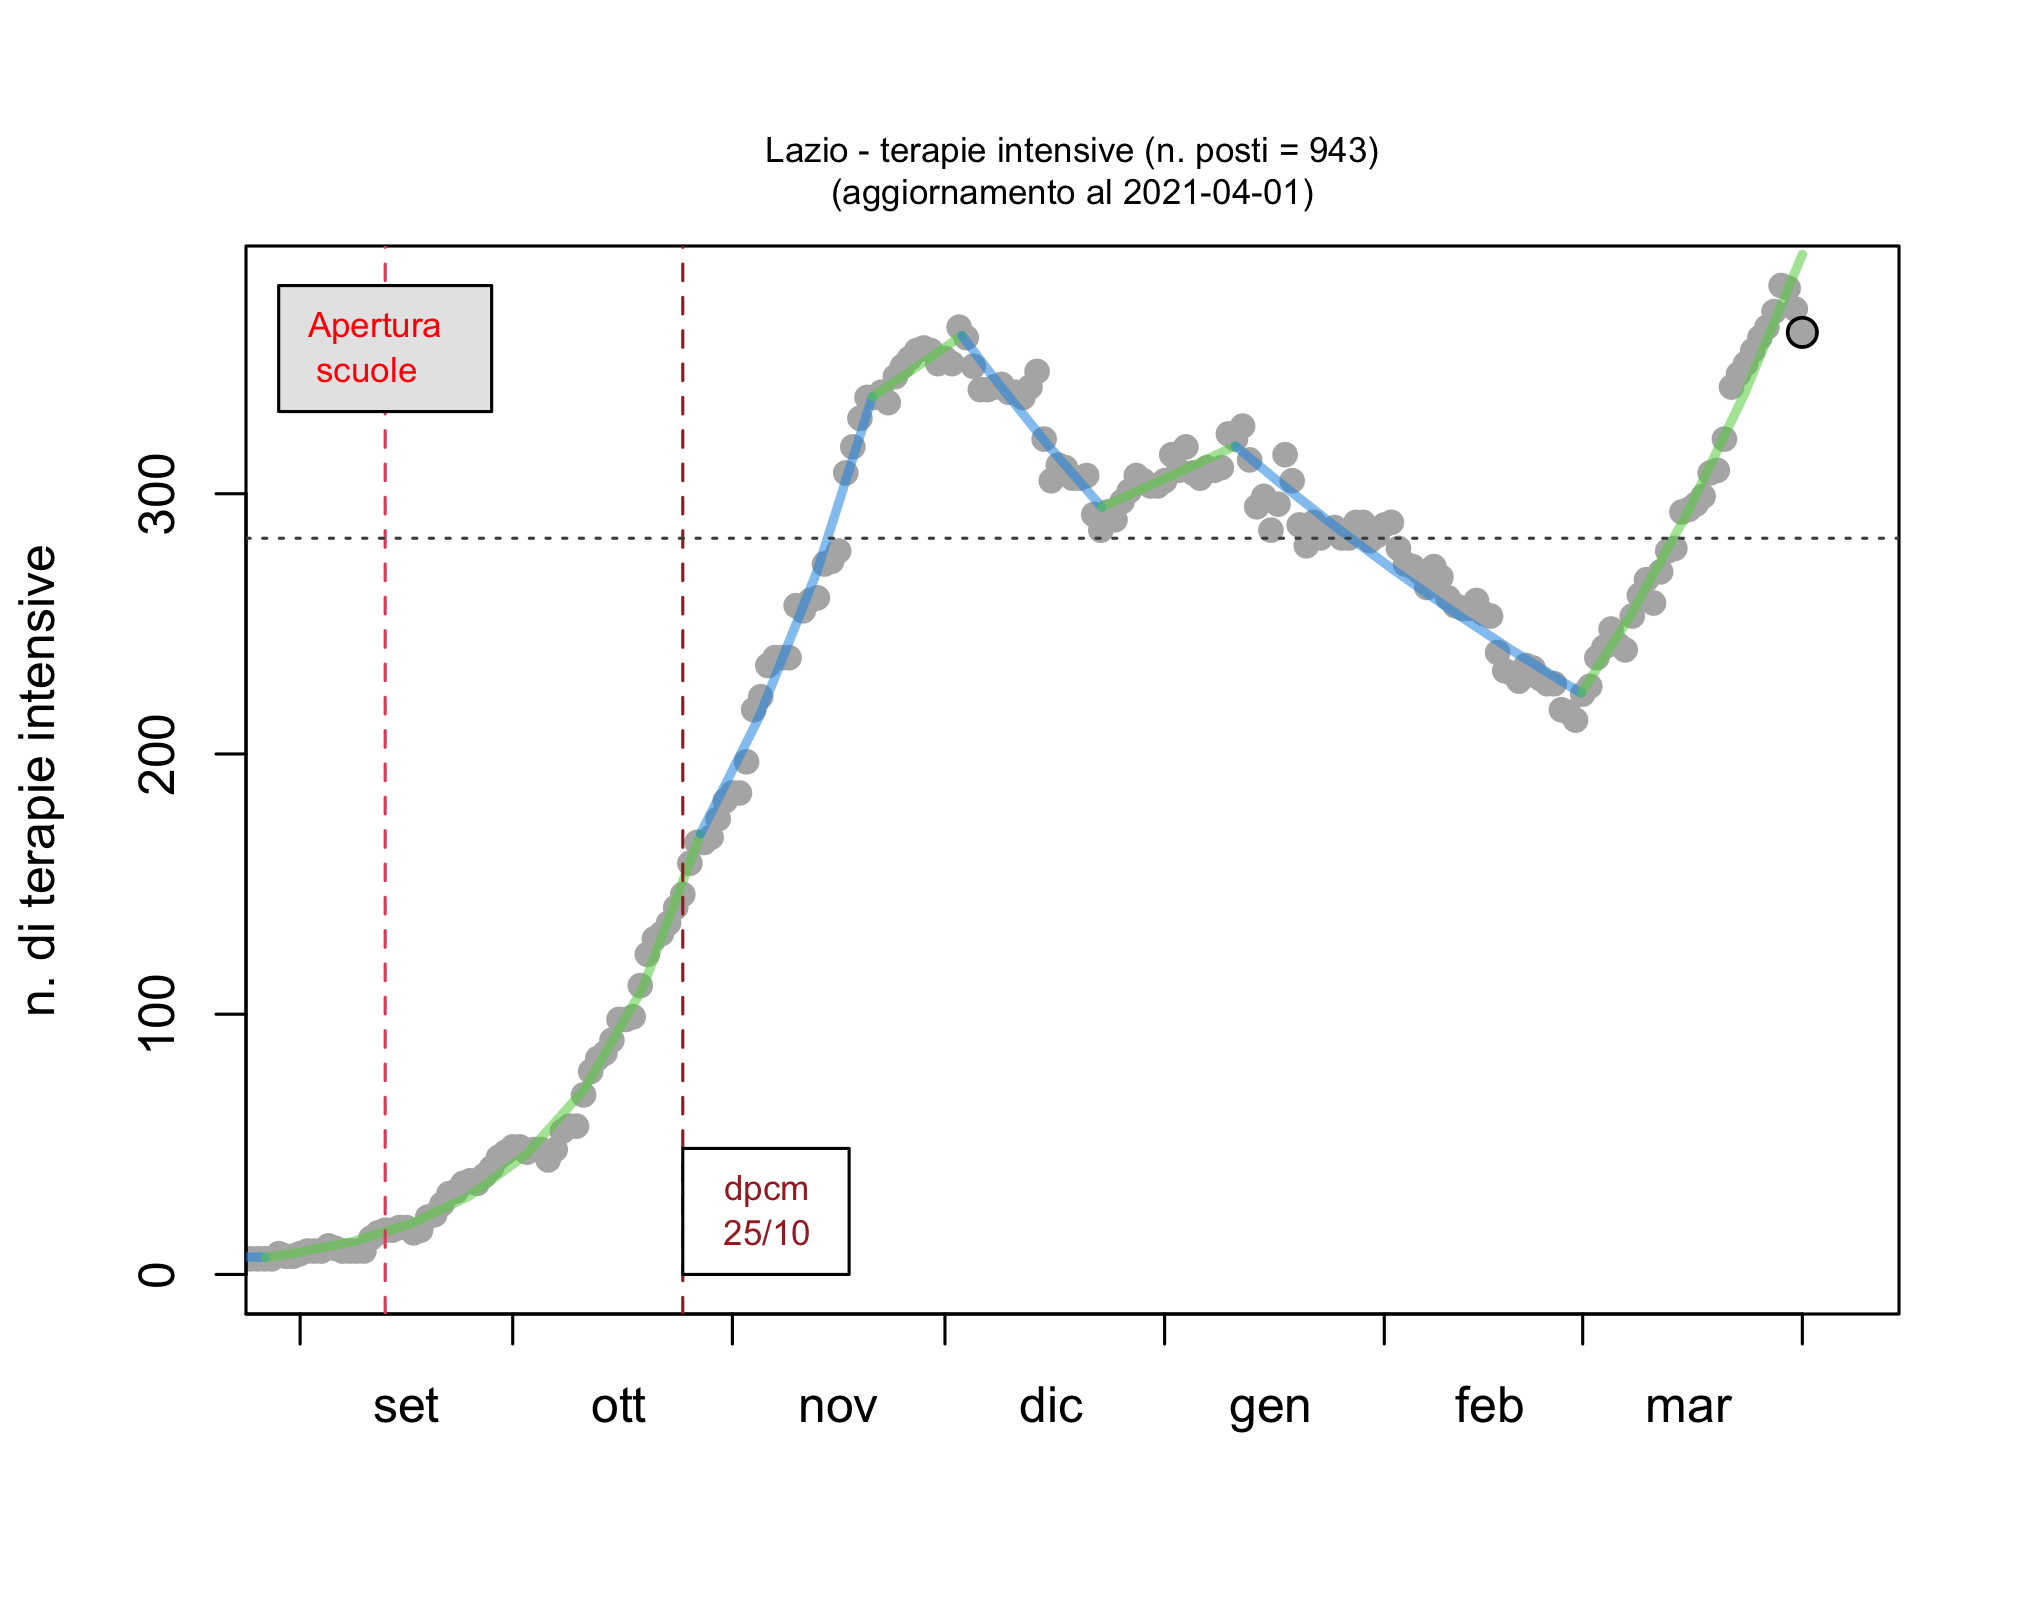 Lazio - terapie intensive (n. posti = 943)
(aggiornamento al 2021-04-01)
Apertura
scuole
n. di terapie intensive
300
200
100
0
dpcm
25/10
set ott nov dic gen feb mar